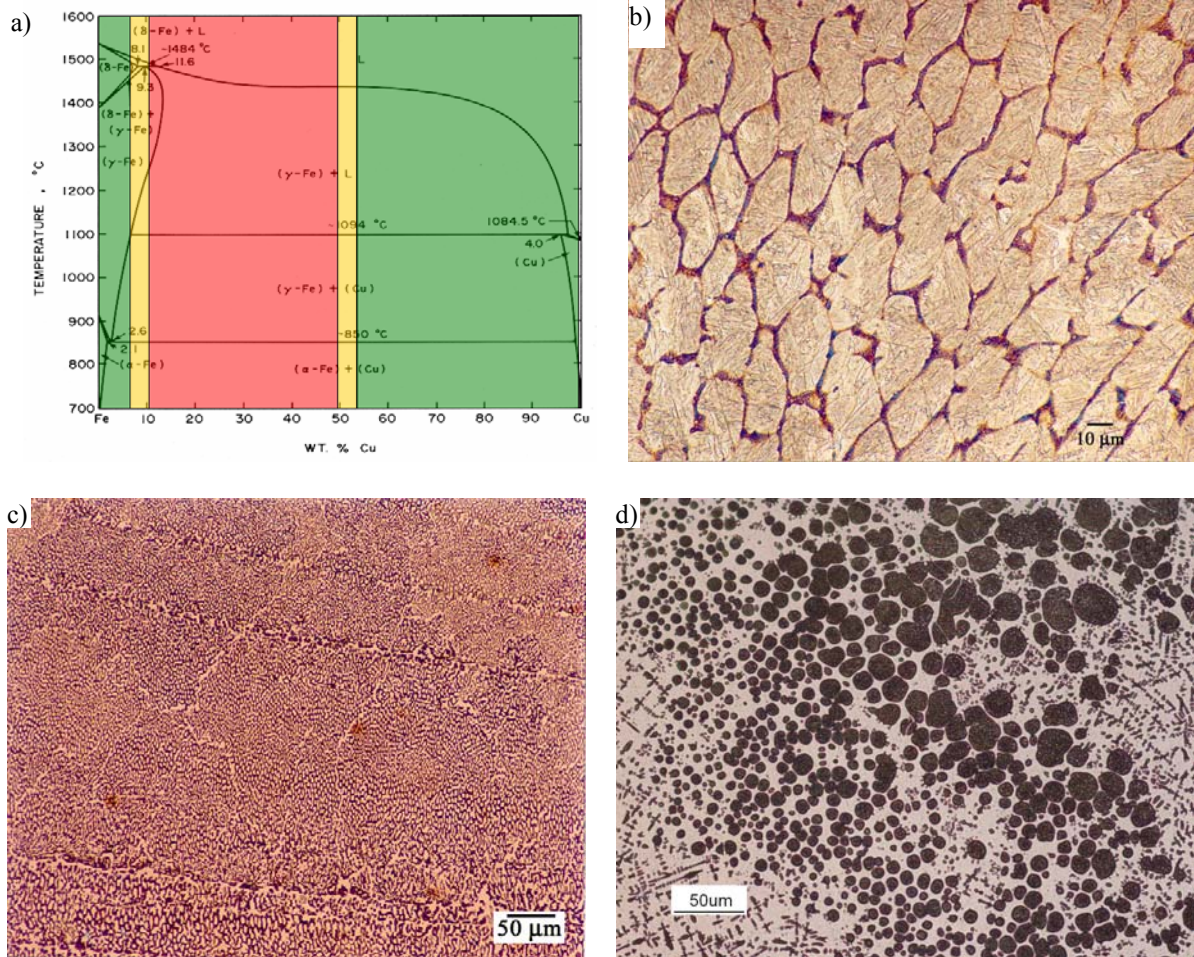 a)
1600
1500
1400
1300
1200
1100
900
800
700
TEMPERATURE , °C
(δ-Fe) + L
8.1
~1484 °C
11.6
L
(δ-Fe)
9.3
(δ-Fe) +
(γ-Fe)
(γ-Fe)
(γ-Fe) + L
~1094 °C
1084.5 °C
4.0
(Cu)
(γ-Fe) + (Cu)
2.6
~850 °C
2.1
(α-Fe)
(α-Fe) + (Cu)
Fe 10 20 30 40 50 60 70 80 90 Cu
WT. % Cu
b)
10 μm
c)
50 μm
d)
50um